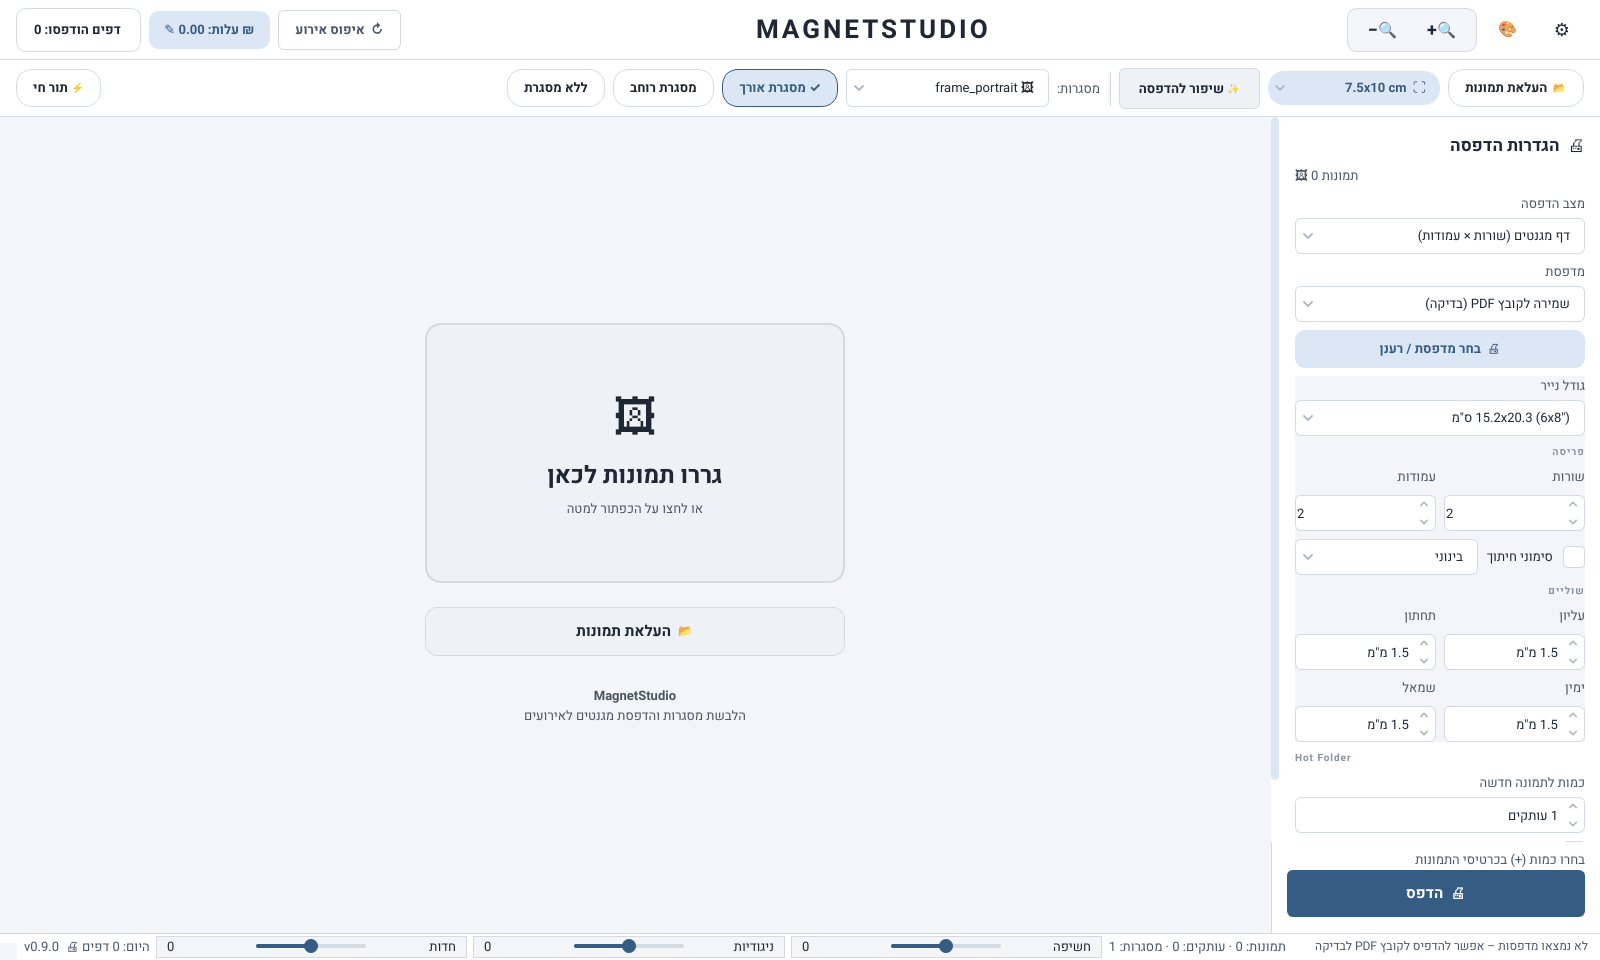 MAGNETSTUDIO
איפוס אירוע
עלות: 0.00 ₪
דפים הודפסו: 0
העלאת תמונות
7.5x10 cm
שיפור להדפסה
מסגרות:
frame_portrait
✓ מסגרת אורך
מסגרת רוחב
ללא מסגרת
תור חי
הגדרות הדפסה
תמונות 0
מצב הדפסה
דף מגנטים (שורות × עמודות)
מדפסת
שמירה לקובץ PDF (בדיקה)
בחר מדפסת / רענן
גודל נייר
15.2x20.3 (6x8") ס"מ
פריסה
שורות
עמודות
2
2
סימוני חיתוך
בינוני
שוליים
עליון
תחתון
1.5 מ"מ
1.5 מ"מ
ימין
שמאל
1.5 מ"מ
1.5 מ"מ
Hot Folder
כמות לתמונה חדשה
1 עותקים
בחרו כמות (+) בכרטיסי התמונות
הדפס
גררו תמונות לכאן
או לחצו על הכפתור למטה
העלאת תמונות
MagnetStudio
הלבשת מסגרות והדפסת מגנטים לאירועים
לא נמצאו מדפסות – אפשר להדפיס לקובץ PDF לבדיקה
תמונות: 0 · עותקים: 0 · מסגרות: 1
חשיפה
0
ניגודיות
0
חדות
0
היום: 0 דפים
v0.9.0